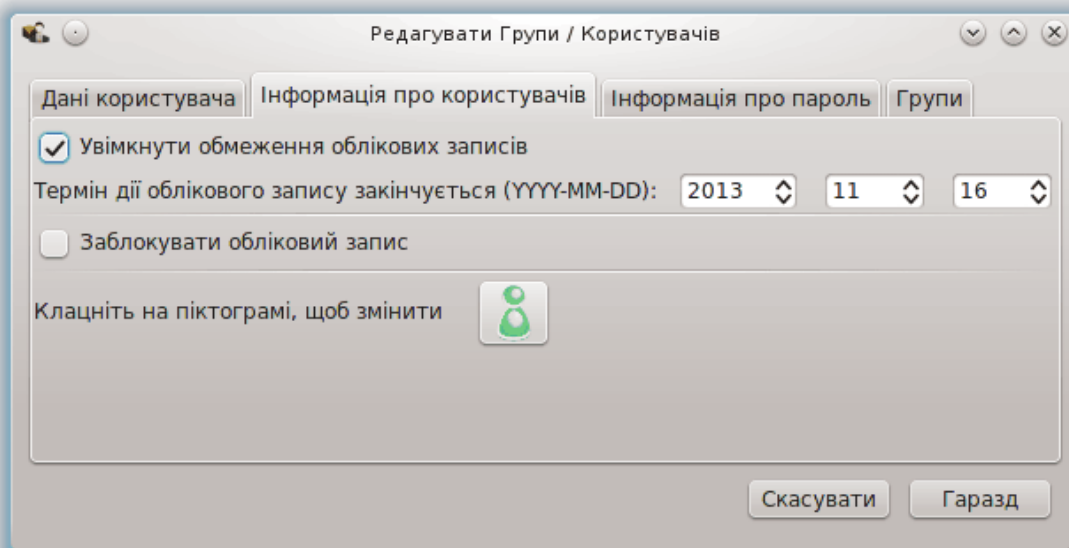 Редагувати Групи / Користувачів
Дані користувача Інформація про користувачів Інформація про пароль Групи
Увімкнути обмеження облікових записів
Термін дії облікового запису закінчується (YYYY-MM-DD): 2013 11 16
Заблокувати обліковий запис
Клацніть на піктограмі, щоб змінити
Скасувати Гаразд